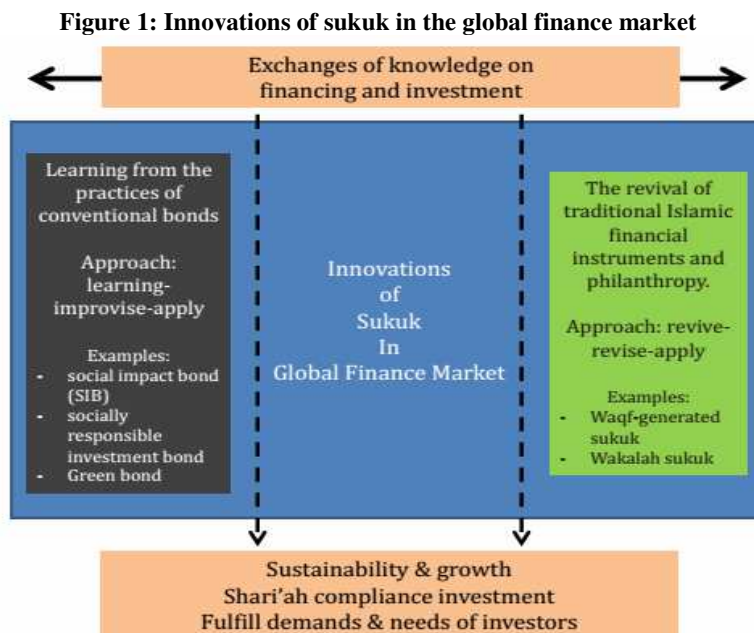 Figure 1: Innovations of sukuk in the global finance market
Exchanges of knowledge on
financing and investment
Learning from the
practices of
conventional bonds
Approach:
learning-
improvise-apply
Examples:
- social impact bond
(SIB)
- socially
responsible
investment bond
- Green bond
Innovations
of
Sukuk
In
Global Finance Market
The revival of
traditional Islamic
financial
instruments and
philanthropy.
Approach: revive-
revise-apply
Examples:
- Waqf-generated
sukuk
- Wakalah sukuk
Sustainability & growth
Shari'ah compliance investment
Fulfill demands & needs of investors